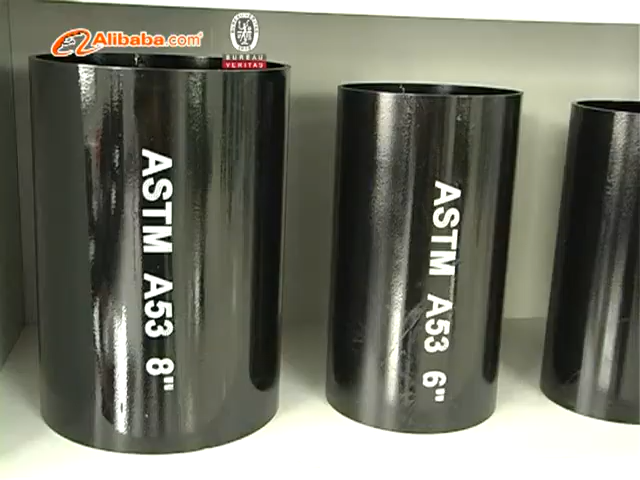 Alibaba.com
BUREAU
VERITAS
ASTM A53 8"
ASTM A53 6"